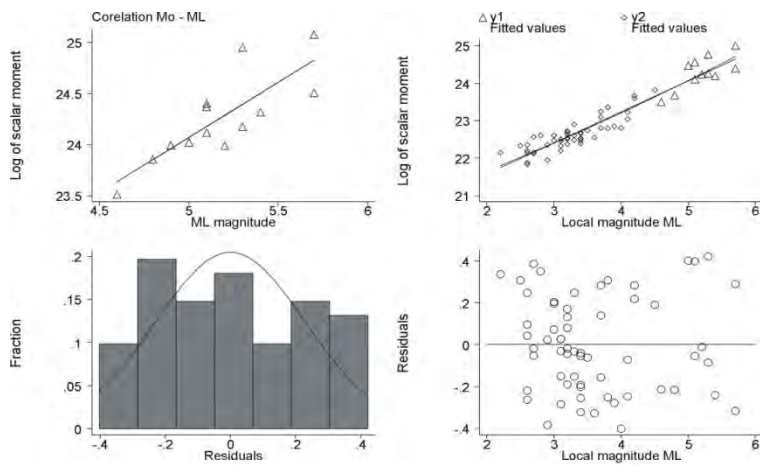 Corelation Mo - ML
Log of scalar moment
25
24.5
24
23.5
4.5
5
5.5
6
ML magnitude
y1
y2
Fitted values
Fitted values
Log of scalar moment
25
24
23
22
21
2
3
4
5
6
Local magnitude ML
Fraction
.2
.15
.1
.05
0
-.4
-.2
0
.2
.4
Residuals
Residuals
.4
.2
0
-.2
-.4
2
3
4
5
6
Local magnitude ML